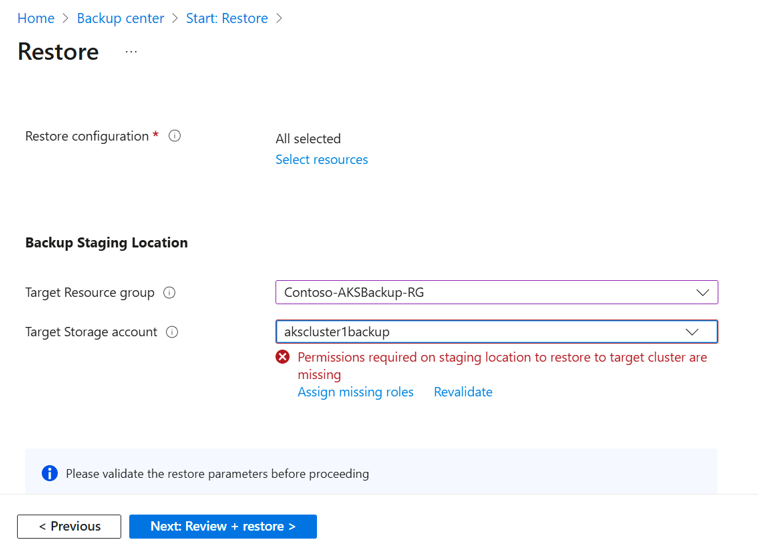 Home > Backup center > Start: Restore >
Restore ...
Restore configuration *
All selected
Select resources
Backup Staging Location
Target Resource group
Contoso-AKSBackup-RG
Target Storage account
akscluster1backup
Permissions required on staging location to restore to target cluster are
missing
Assign missing roles Revalidate
Please validate the restore parameters before proceeding
< Previous Next: Review + restore >